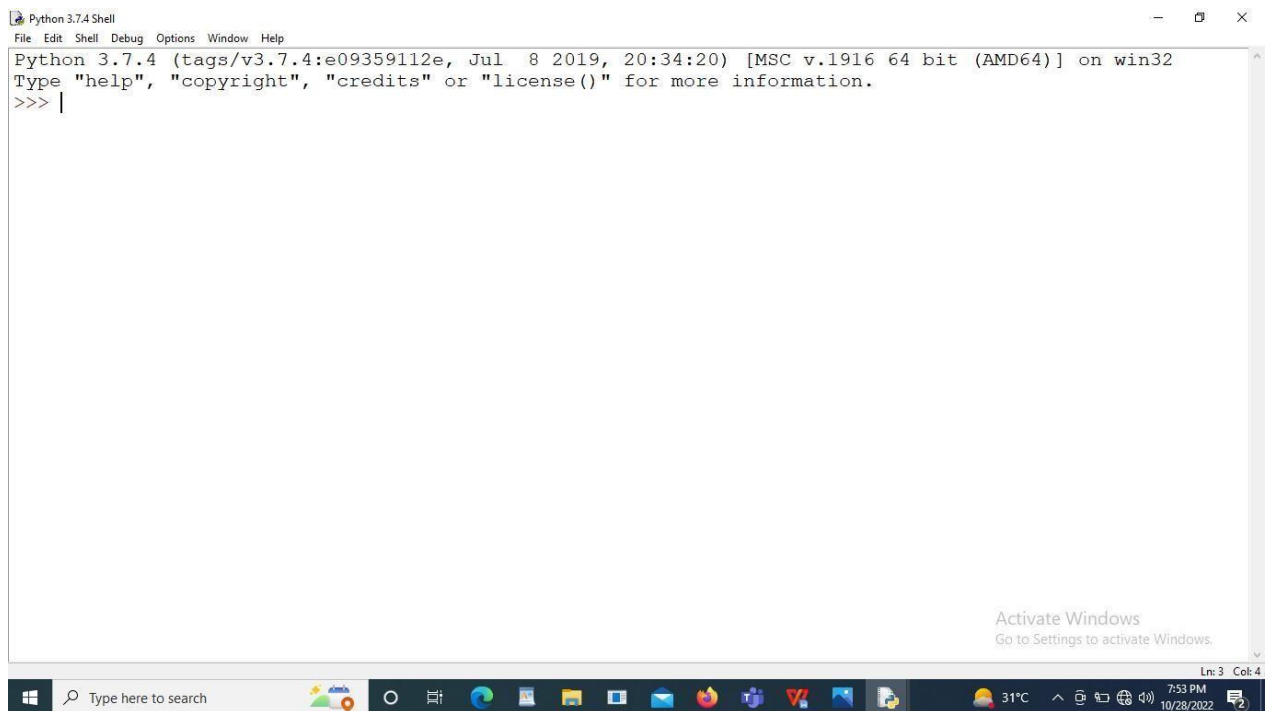 Python 3.7.4 Shell
File Edit Shell Debug Options Window Help
Python 3.7.4 (tags/v3.7.4:e09359112e, Jul  8 2019, 20:34:20) [MSC v.1916 64 bit (AMD64)] on win32
Type "help", "copyright", "credits" or "license()" for more information.
>>>
Activate Windows
Go to Settings to activate Windows.
Ln: 3 Col: 4
Type here to search
31°C
7:53 PM
10/28/2022
2